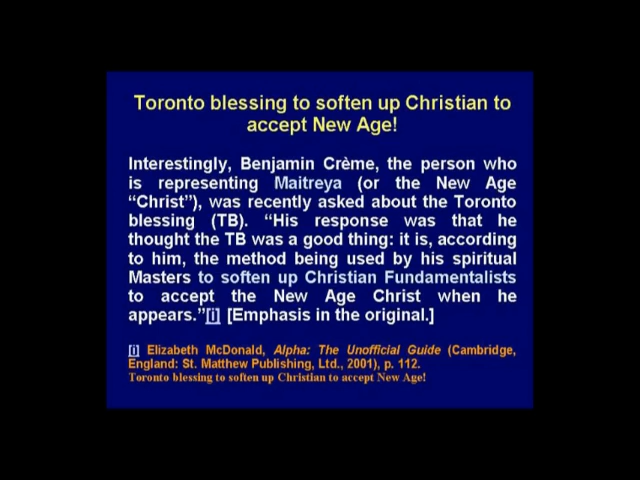 Toronto blessing to soften up Christian to
accept New Age!
Interestingly, Benjamin Crème, the person who
is representing Maitreya (or the New Age
“Christ”), was recently asked about the Toronto
blessing (TB). “His response was that he
thought the TB was a good thing: it is, according
to him, the method being used by his spiritual
Masters to soften up Christian Fundamentalists
to accept the New Age Christ when he
appears.”[i] [Emphasis in the original.]
[i] Elizabeth McDonald, Alpha: The Unofficial Guide (Cambridge,
England: St. Matthew Publishing, Ltd., 2001), p. 112.
Toronto blessing to soften up Christian to accept New Age!